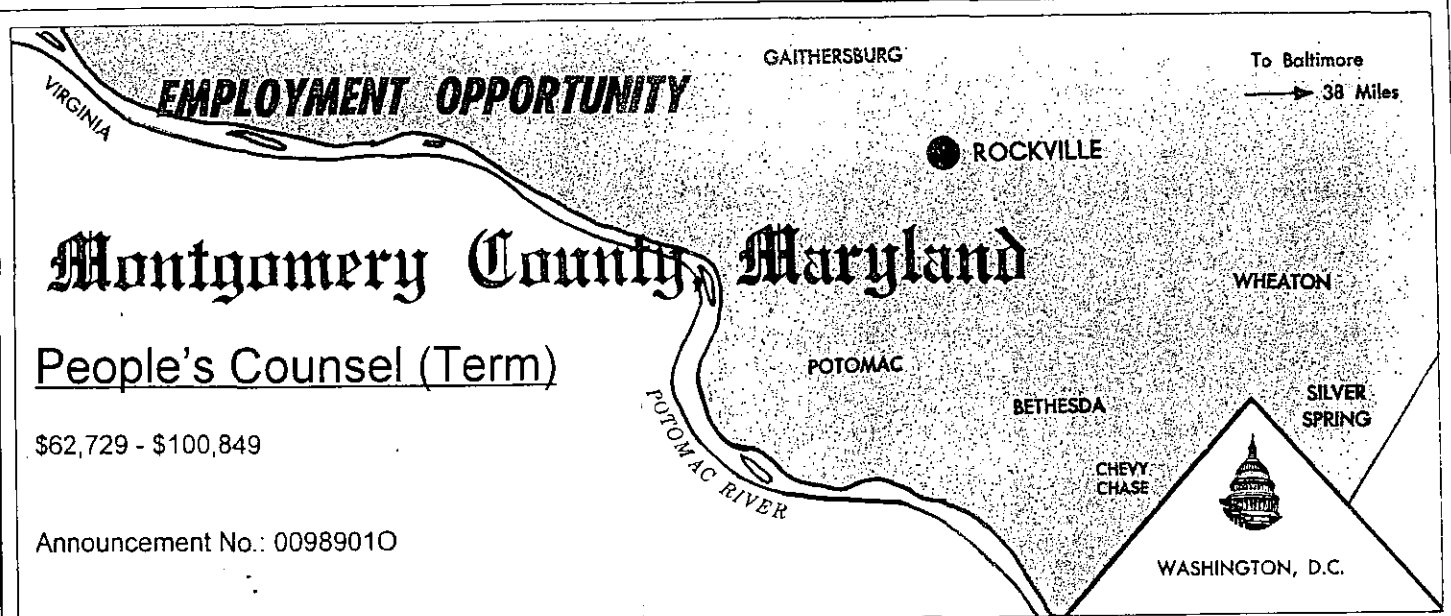 GAITHERSBURG
To Baltimore
38 Miles
VIRGINIA
EMPLOYMENT OPPORTUNITY
ROCKVILLE
Montgomery County, Maryland
WHEATON
People's Counsel (Term)
POTOMAC
BETHESDA
SILVER
SPRING
$62,729 - $100,849
POTOMAC RIVER
CHEVY
CHASE
Announcement No.: 0098901O
WASHINGTON, D.C.